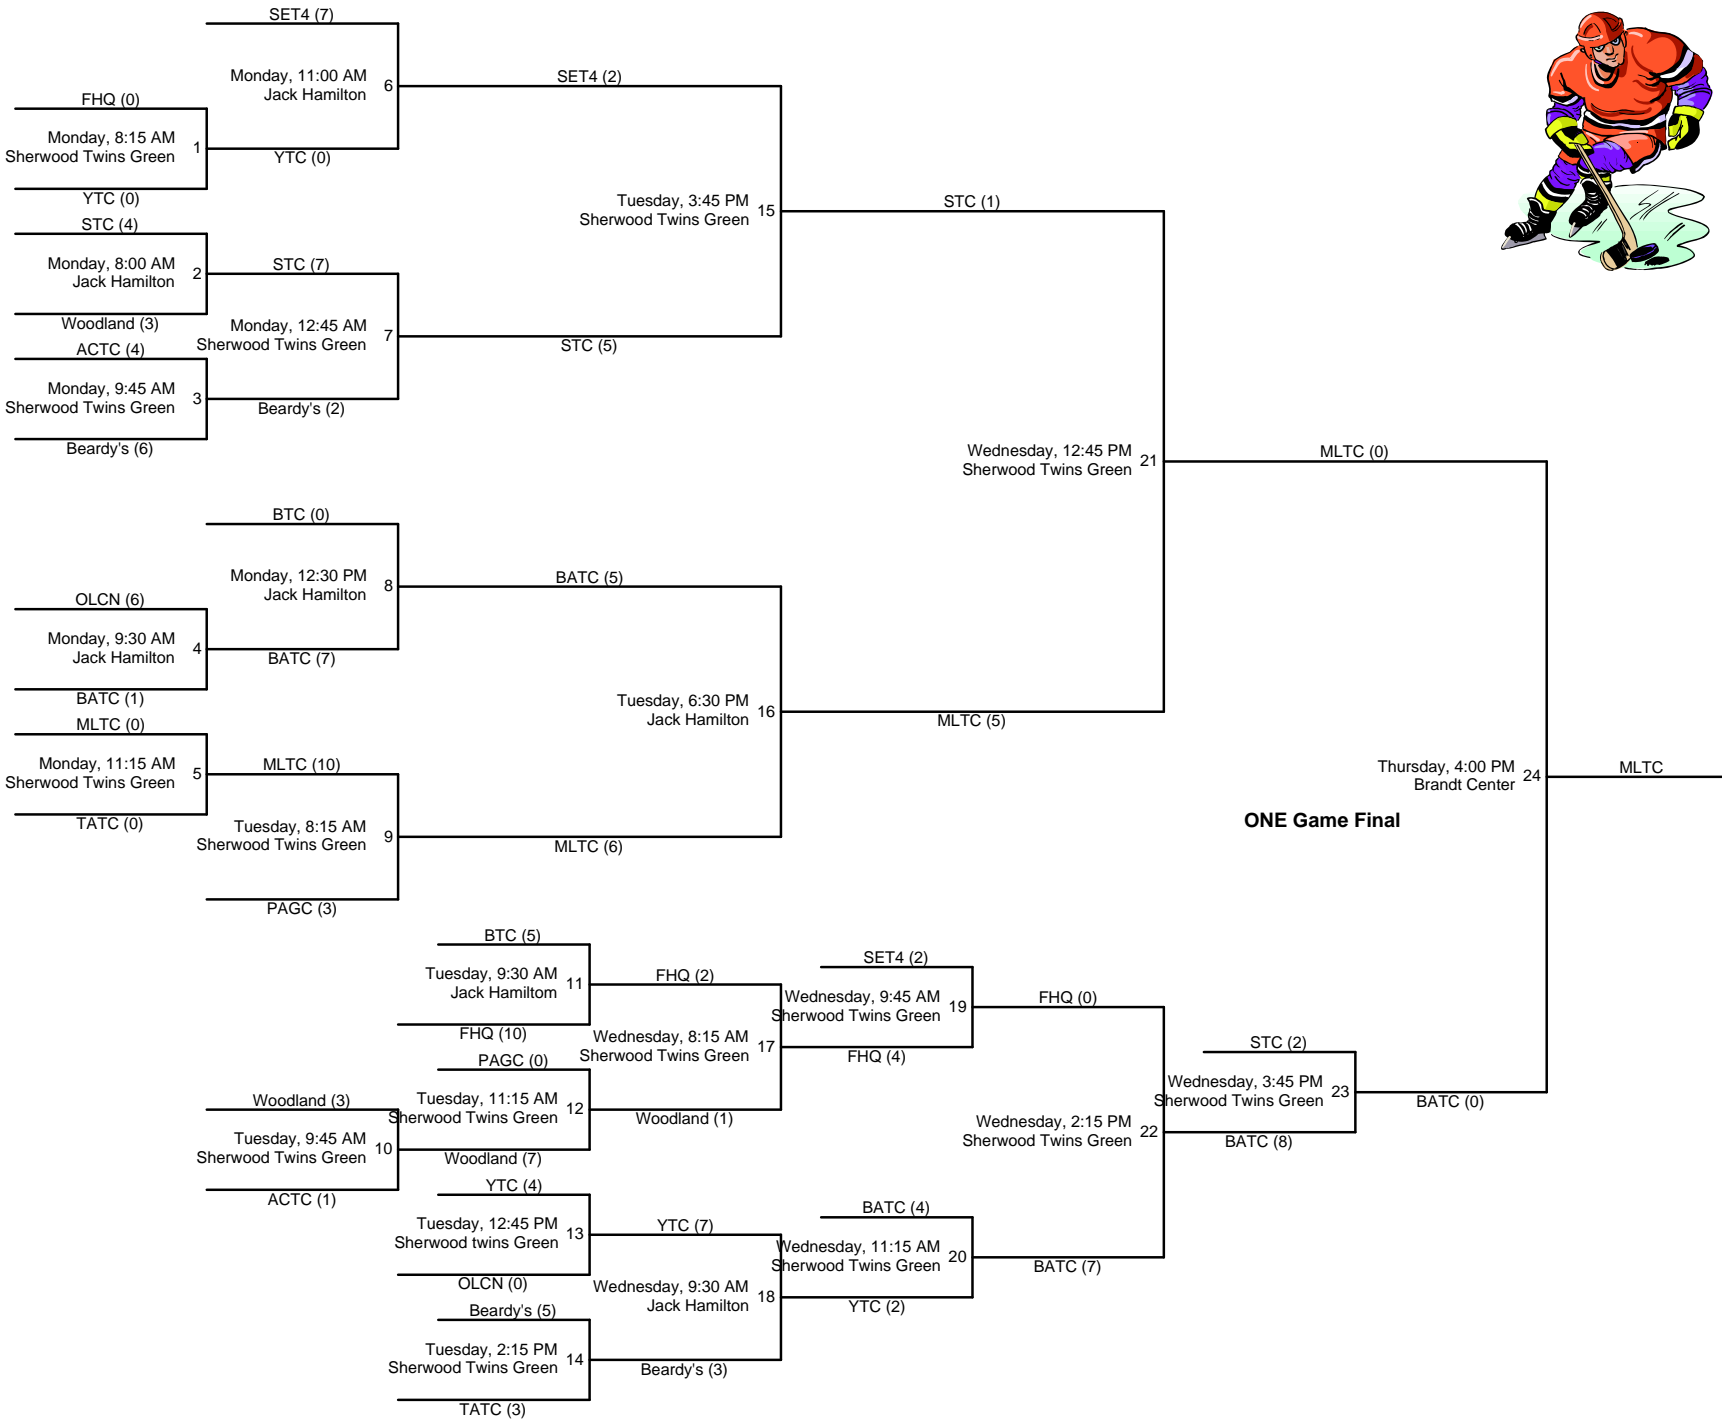 SET4 (7)
Monday, 11:00 AM
Jack Hamilton
6
SET4 (2)
FHQ (0)
Monday, 8:15 AM
Sherwood Twins Green
1
YTC (0)
YTC (0)
STC (4)
Monday, 8:00 AM
Jack Hamilton
2
STC (7)
Woodland (3)
Monday, 12:45 AM
Sherwood Twins Green
7
STC (5)
ACTC (4)
Monday, 9:45 AM
Sherwood Twins Green
3
Beardy's (2)
Beardy's (6)
Tuesday, 3:45 PM
Sherwood Twins Green
15
STC (1)
Wednesday, 12:45 PM
Sherwood Twins Green
21
MLTC (0)
BTC (0)
Monday, 12:30 PM
Jack Hamilton
8
BATC (5)
OLCN (6)
Monday, 9:30 AM
Jack Hamilton
4
BATC (7)
BATC (1)
Tuesday, 6:30 PM
Jack Hamilton
16
MLTC (5)
MLTC (0)
Monday, 11:15 AM
Sherwood Twins Green
5
MLTC (10)
TATC (0)
Tuesday, 8:15 AM
Sherwood Twins Green
9
MLTC (6)
PAGC (3)
Thursday, 4:00 PM
Brandt Center
24
MLTC
ONE Game Final
BTC (5)
Tuesday, 9:30 AM
Jack Hamiltom
11
FHQ (2)
FHQ (10)
SET4 (2)
Wednesday, 9:45 AM
Sherwood Twins Green
19
FHQ (0)
Wednesday, 8:15 AM
Sherwood Twins Green
17
FHQ (4)
PAGC (0)
Tuesday, 11:15 AM
Sherwood Twins Green
12
Woodland (1)
Woodland (3)
Tuesday, 9:45 AM
Sherwood Twins Green
10
Woodland (7)
ACTC (1)
STC (2)
Wednesday, 3:45 PM
Sherwood Twins Green
23
BATC (0)
Wednesday, 2:15 PM
Sherwood Twins Green
22
BATC (8)
YTC (4)
Tuesday, 12:45 PM
Sherwood twins Green
13
YTC (7)
OLCN (0)
BATC (4)
Wednesday, 11:15 AM
Sherwood Twins Green
20
BATC (7)
Wednesday, 9:30 AM
Jack Hamilton
18
YTC (2)
Beardy's (5)
Tuesday, 2:15 PM
Sherwood Twins Green
14
Beardy's (3)
TATC (3)